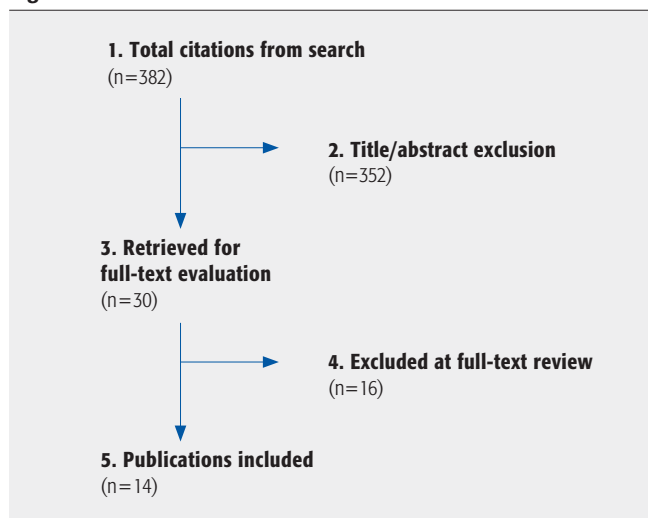 1. Total citations from search
(n=382)
2. Title/abstract exclusion
(n=352)
3. Retrieved for
full-text evaluation
(n=30)
4. Excluded at full-text review
(n=16)
5. Publications included
(n=14)